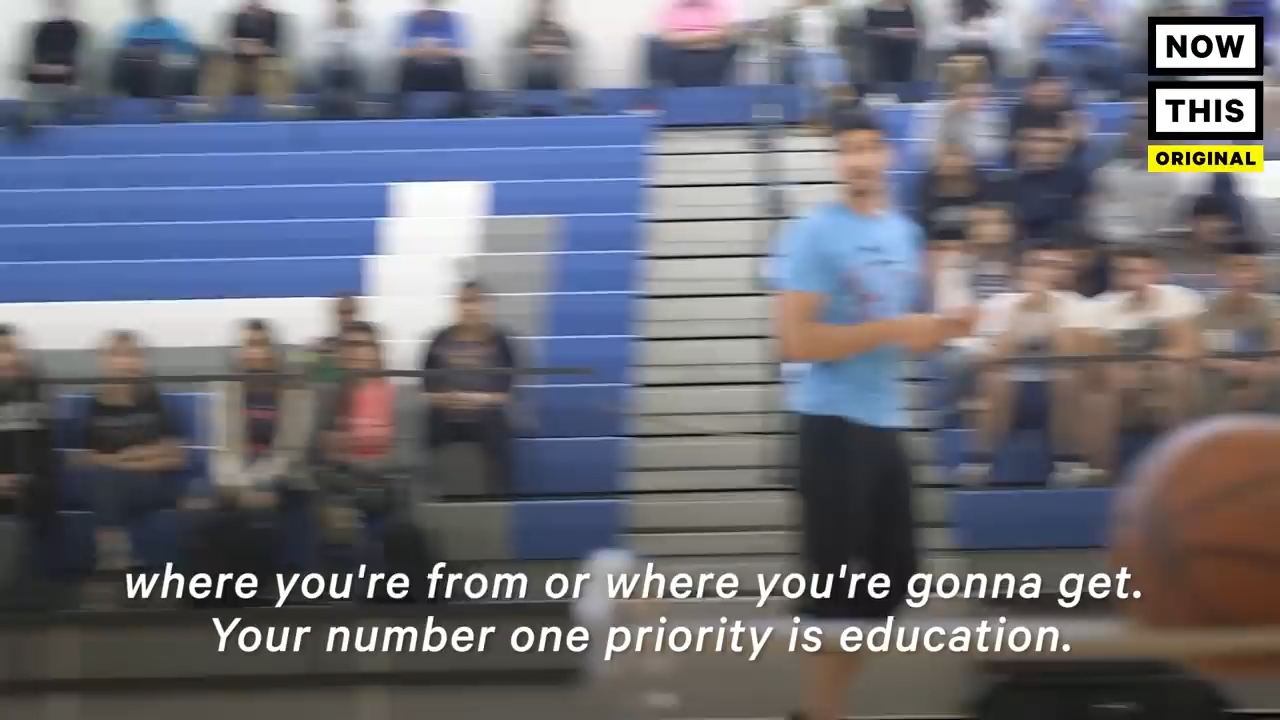 NOW
THIS
ORIGINAL
where you're from or where you're gonna get.
Your number one priority is education.